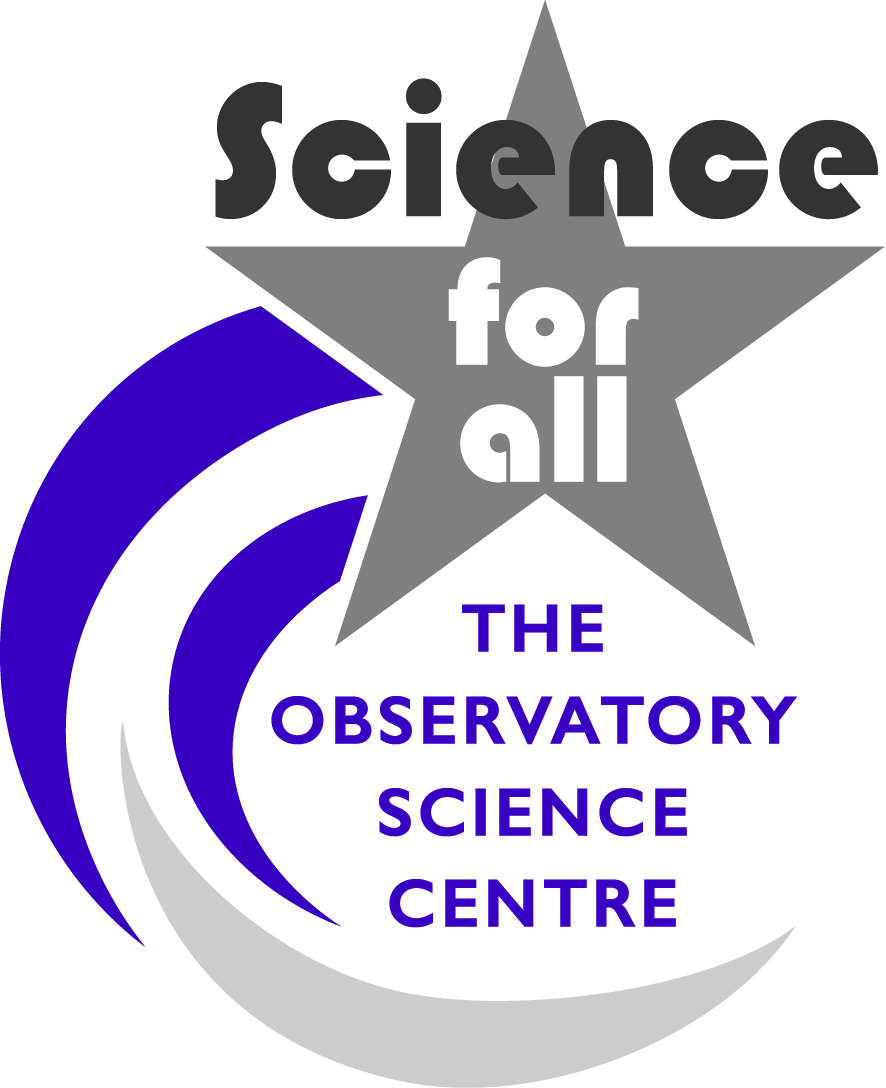 Science
for
all
THE
OBSERVATORY
SCIENCE
CENTRE